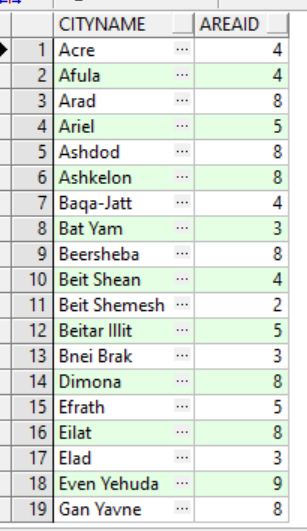 CITYNAME AREAID
1 Acre ... 4
2 Afula ... 4
3 Arad ... 8
4 Ariel ... 5
5 Ashdod ... 8
6 Ashkelon ... 8
7 Baqa-Jatt ... 4
8 Bat Yam ... 3
9 Beersheba ... 8
10 Beit Shean ... 4
11 Beit Shemesh ... 2
12 Beitar Illit ... 5
13 Bnei Brak ... 3
14 Dimona ... 8
15 Efrath ... 5
16 Eilat ... 8
17 Elad ... 3
18 Even Yehuda ... 9
19 Gan Yavne ... 8